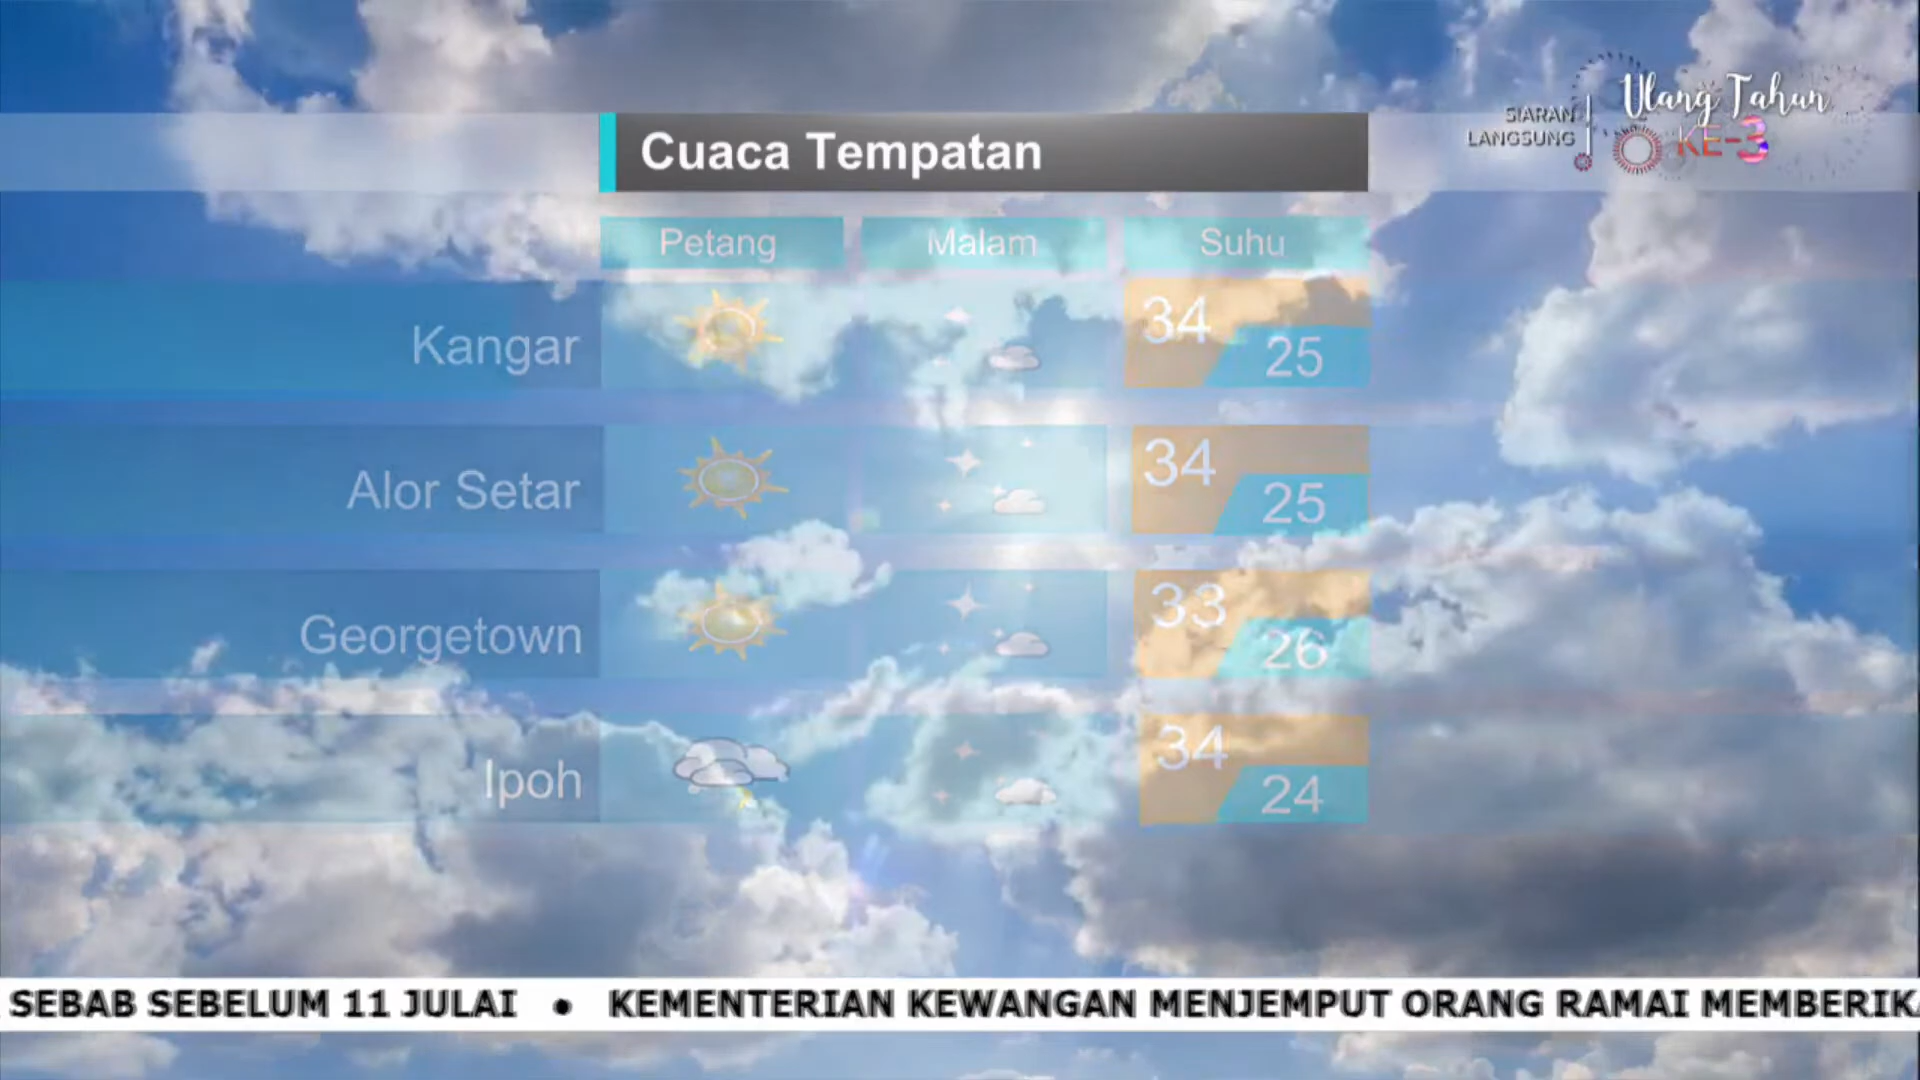 Ulang Tahun
KE-3
SIARAN
LANGSUNG
Cuaca Tempatan
Petang Malam Suhu
Kangar 34 25
Alor Setar 34 25
Georgetown 33 26
Ipoh 34 24
SEBAB SEBELUM 11 JULAI • KEMENTERIAN KEWANGAN MENJEMPUT ORANG RAMAI MEMBERIK